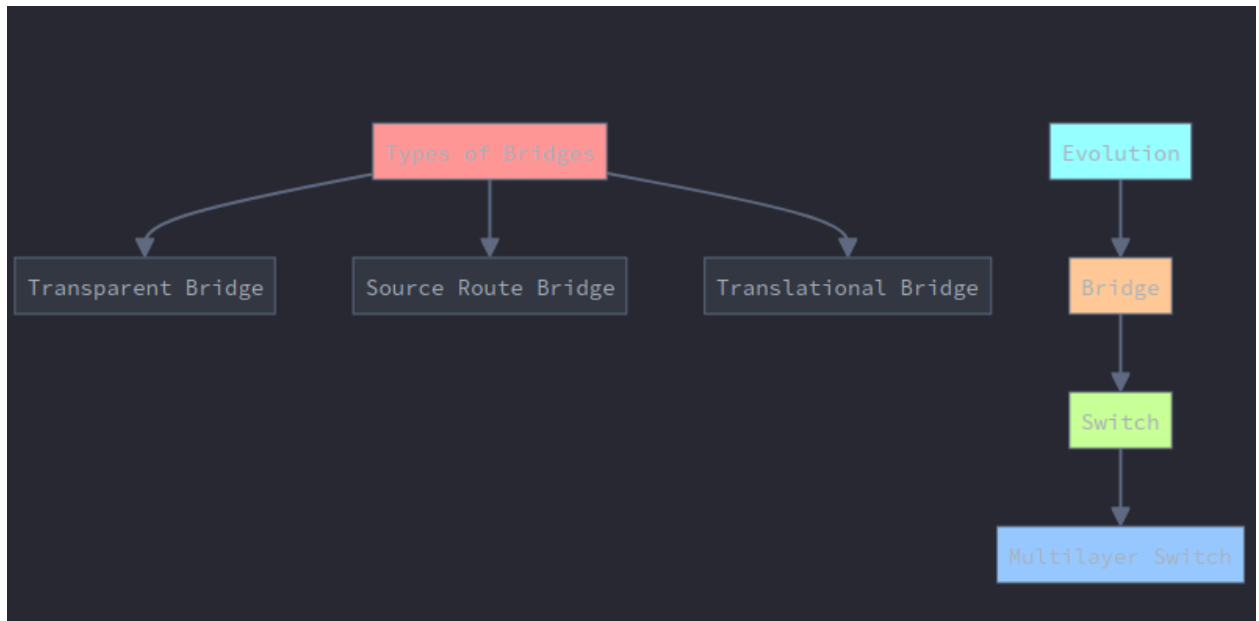 Types of Bridges
Evolution
Transparent Bridge
Source Route Bridge
Translational Bridge
Bridge
Switch
Multilayer Switch